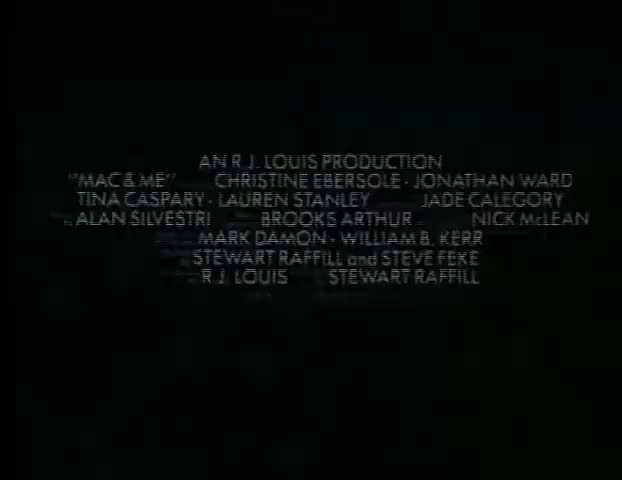 AN R.J. LOUIS PRODUCTION
"MAC & ME" CHRISTINE EBERSOLE · JONATHAN WARD
TINA CASPARY · LAUREN STANLEY JADE CALEGORY
ALAN SILVESTRI BROOKS ARTHUR NICK McLEAN
MARK DAMON · WILLIAM B. KERR
STEWART RAFFILL and STEVE FEKE
R.J. LOUIS STEWART RAFFILL